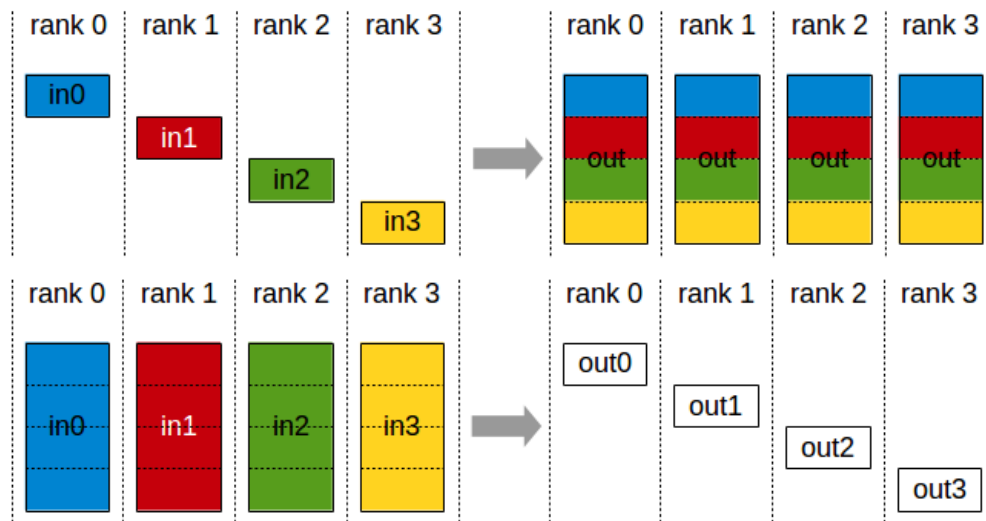 rank 0 rank 1 rank 2 rank 3 rank 0 rank 1 rank 2 rank 3
in0
in1
out out out out
in2
in3
rank 0 rank 1 rank 2 rank 3 rank 0 rank 1 rank 2 rank 3
out0
out1
in0 in1 in2 in3
out2
out3